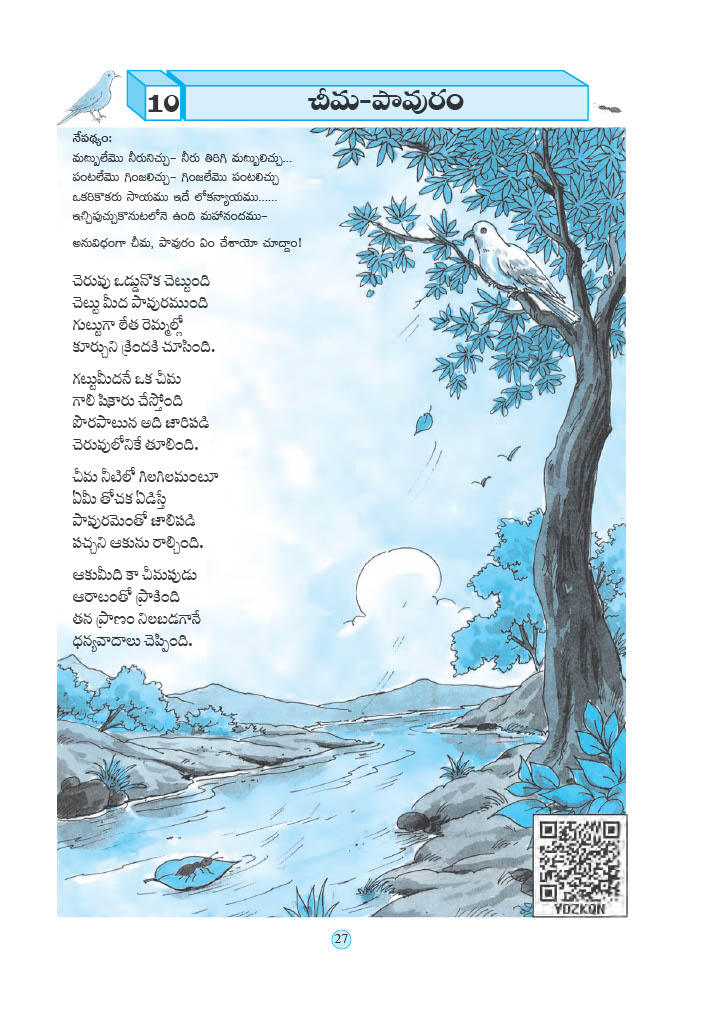 10
చీమ-పావురం
నేపథ్యం:
మబ్బులేమొ నీరునిచ్చు- నీరు తిరిగి మబ్బులిచ్చు...
పంటలేమొ గింజలిచ్చు- గింజలేమొ పంటలిచ్చు
ఒకరికొకరు సాయము ఇదే లోకన్యాయము......
ఇచ్చిపుచ్చుకొనుటలోనె ఉంది మహానందము-
అనువిధంగా చీమ, పావురం ఏం చేశాయో చూద్దాం!
చెరువు ఒడ్డునొక చెట్టుంది
చెట్టు మీద పావురముంది
గుట్టుగా లేత రెమ్మల్లో
కూర్చుని క్రిందకి చూసింది.
గట్టుమీదనే ఒక చీమ
గాలి షికారు చేస్తోంది
పొరపాటున అది జారిపడి
చెరువులోనికే తూలింది.
చీమ నీటిలో గిలగిలమంటూ
ఏమీ తోచక ఏడిస్తే
పావురమెంతో జాలిపడి
పచ్చని ఆకును రాల్చింది.
ఆకుమీది కా చీమపుడు
ఆరాటంతో ప్రాకింది
తన ప్రాణం నిలబడగానే
ధన్యవాదాలు చెప్పింది.
YDZKQN
27